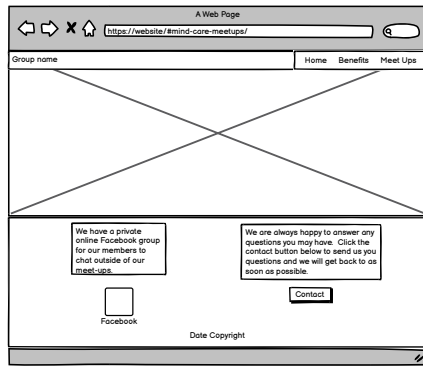 A Web Page
https://website/#mind-care-meetups/
Group name
Home Benefits Meet Ups
We have a private
online Facebook group
for our members to
chat outside of our
meet-ups.
We are always happy to answer any
questions you may have. Click the
contact button below to send us you
questions and we will get back to as
soon as possible.
Contact
Facebook
Date Copyright